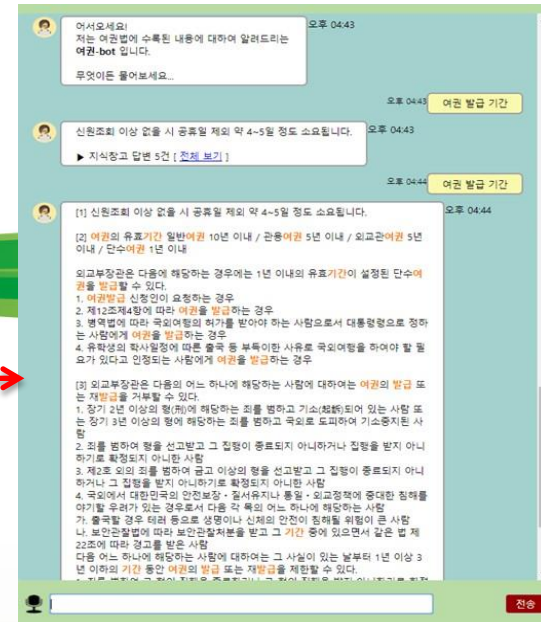 어서오세요!
저는 여권법에 수록된 내용에 대하여 알려드리는
여권-bot 입니다.
무엇이든 물어보세요...
오후 04:43
오후 04:43
여권 발급 기간
신원조회 이상 없을 시 공휴일 제외 약 4~5일 정도 소요됩니다.
▶ 지식창고 답변 5건 [ 전체 보기 ]
오후 04:43
오후 04:44
여권 발급 기간
[1] 신원조회 이상 없을 시 공휴일 제외 약 4~5일 정도 소요됩니다.
오후 04:44
[2] 여권의 유효기간 일반여권 10년 이내 / 관용여권 5년 이내 / 외교관여권 5년
이내 / 단수여권 1년 이내
외교부장관은 다음에 해당하는 경우에는 1년 이내의 유효기간이 설정된 단수여
권을 발급할 수 있다.
1. 여권발급 신청인이 요청하는 경우
2. 제12조제4항에 따라 여권을 발급하는 경우
3. 병역법에 따라 국외여행의 허가를 받아야 하는 사람으로서 대통령령으로 정하
는 사람에게 여권을 발급하는 경우
4. 유학생의 학사일정에 따른 출국 등 부득이한 사유로 국외여행을 하여야 할 필
요가 있다고 인정되는 사람에게 여권을 발급하는 경우
[3] 외교부장관은 다음의 어느 하나에 해당하는 사람에 대하여는 여권의 발급 또
는 재발급을 거부할 수 있다.
1. 장기 2년 이상의 형(刑)에 해당하는 죄를 범하고 기소(起訴)되어 있는 사람 또
는 장기 3년 이상의 형에 해당하는 죄를 범하고 국외로 도피하여 기소중지된 사
람
2. 죄를 범하여 형을 선고받고 그 집행이 종료되지 아니하거나 집행을 받지 아니
하기로 확정되지 아니한 사람
3. 제2호 외의 죄를 범하여 금고 이상의 형을 선고받고 그 집행이 종료되지 아니
하거나 그 집행을 받지 아니하기로 확정되지 아니한 사람
4. 국외에서 대한민국의 안전보장·질서유지나 통일·외교정책에 중대한 침해를
야기할 우려가 있는 경우로서 다음 각 목의 어느 하나에 해당하는 사람
가. 출국할 경우 테러 등으로 생명이나 신체의 안전이 침해될 위험이 큰 사람
나. 보안관찰법에 따라 보안관찰처분을 받고 그 기간 중에 있으면서 같은 법 제
22조에 따라 경고를 받은 사람
다음 어느 하나에 해당하는 사람에 대하여는 그 사실이 있는 날부터 1년 이상 3
년 이하의 기간 동안 여권의 발급 또는 재발급을 제한할 수 있다.
전송